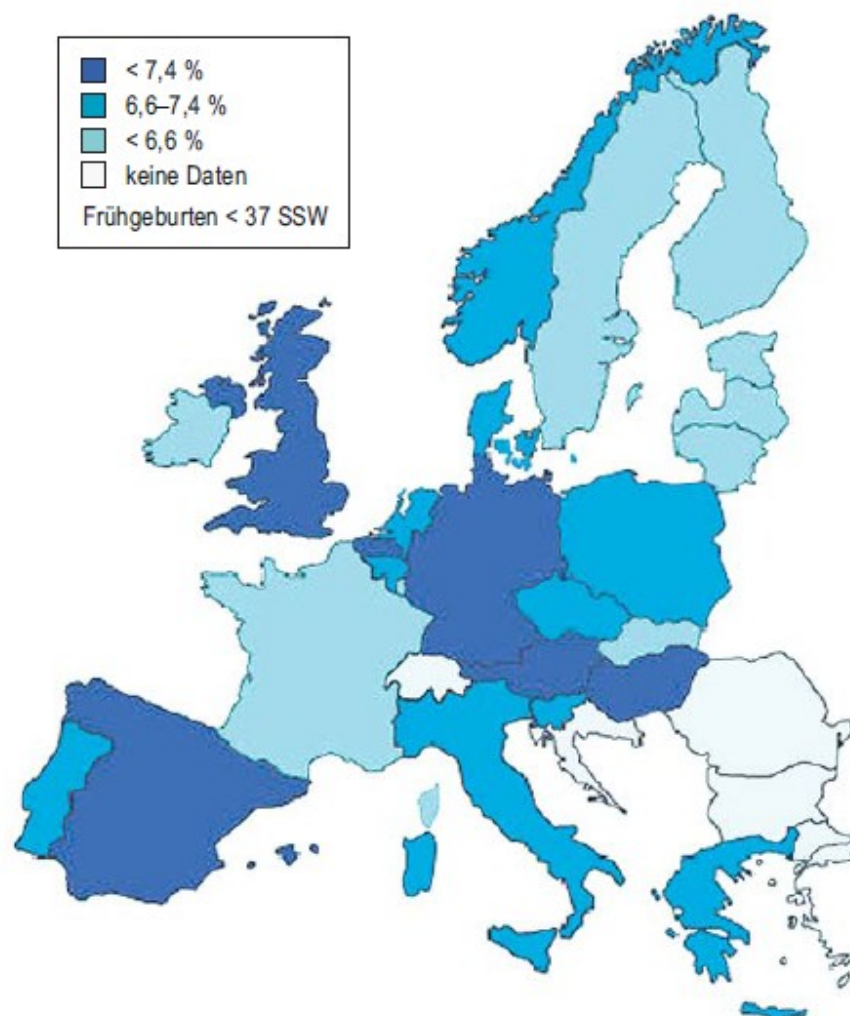 < 7,4 %
6,6–7,4 %
< 6,6 %
keine Daten
Frühgeburten < 37 SSW